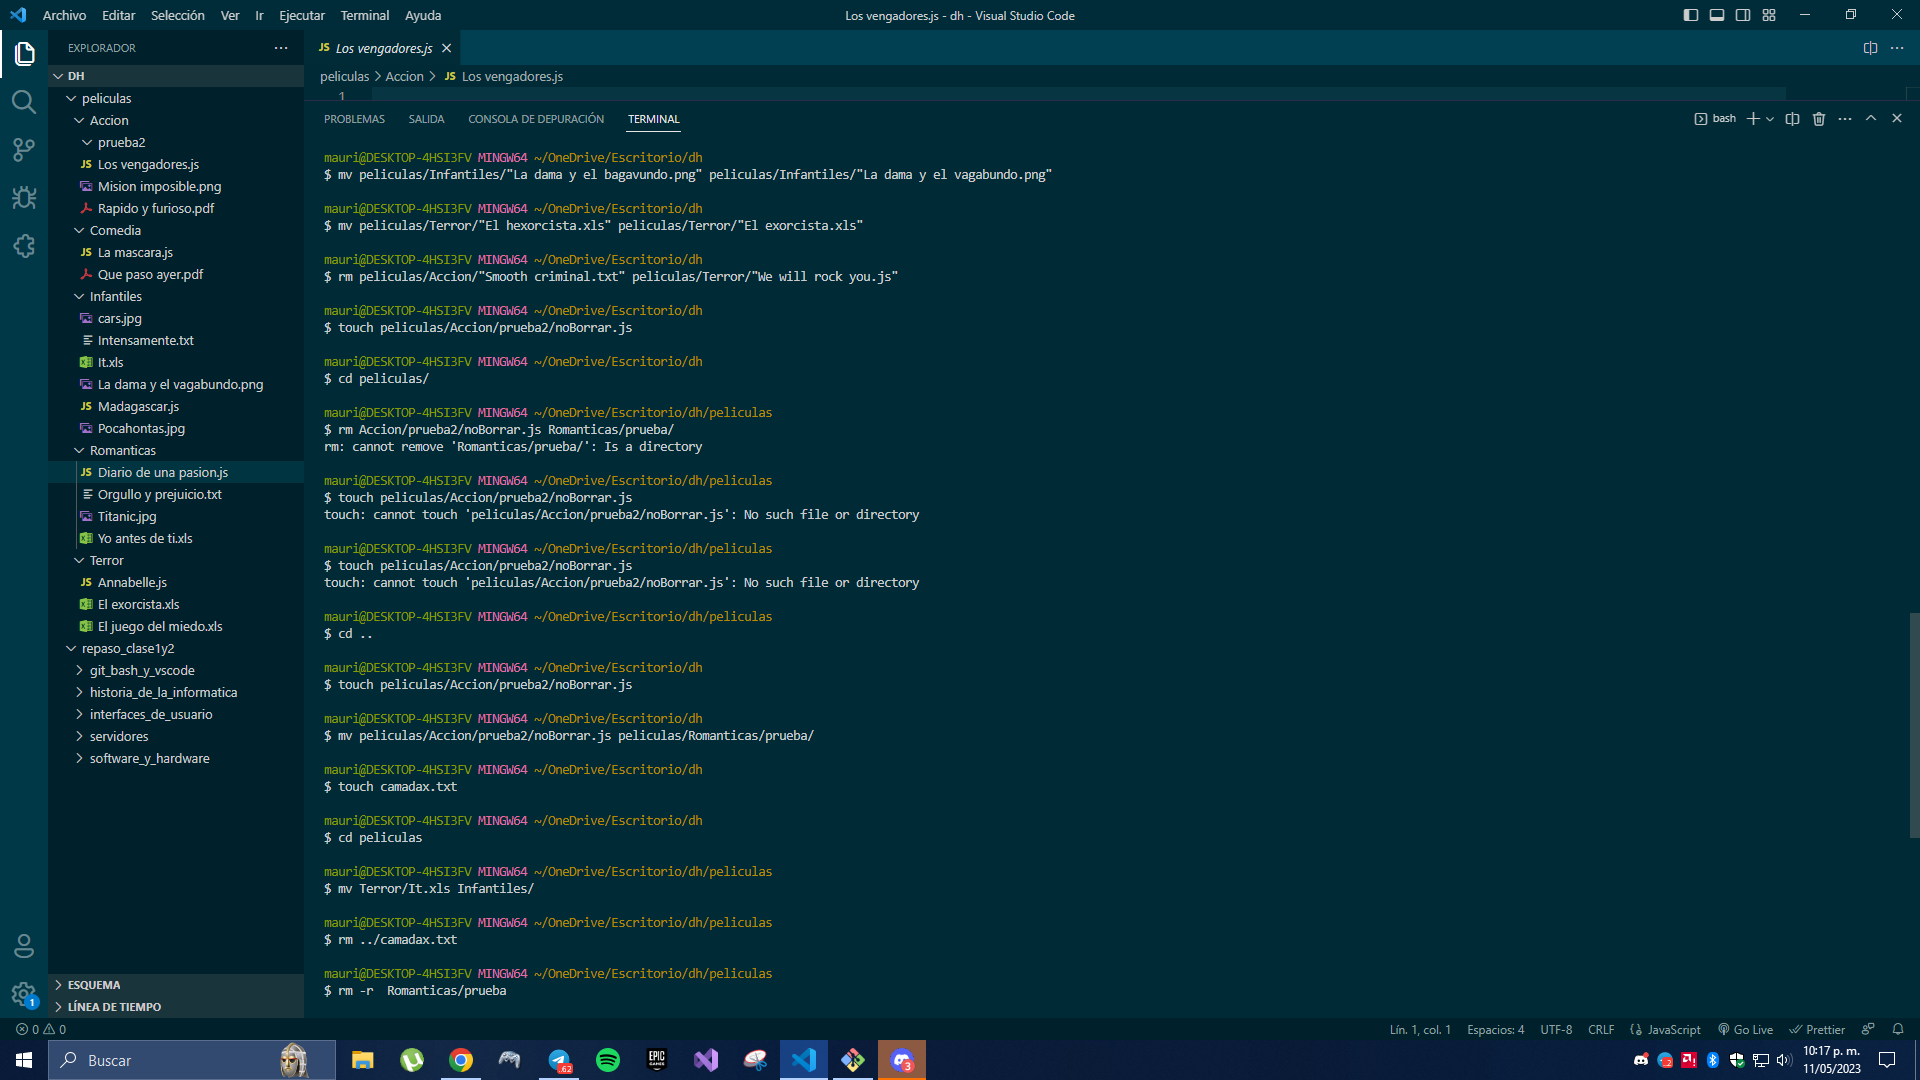 Archivo Editar Selección Ver Ir Ejecutar Terminal Ayuda
Los vengadores.js - dh - Visual Studio Code
EXPLORADOR
DH
peliculas
Accion
prueba2
JS Los vengadores.js
Mision imposible.png
Rapido y furioso.pdf
Comedia
JS La mascara.js
Que paso ayer.pdf
Infantiles
cars.jpg
Intensamente.txt
It.xls
La dama y el vagabundo.png
JS Madagascar.js
Pocahontas.jpg
Romanticas
JS Diario de una pasion.js
Orgullo y prejuicio.txt
Titanic.jpg
Yo antes de ti.xls
Terror
JS Annabelle.js
El exorcista.xls
El juego del miedo.xls
repaso_clase1y2
git_bash_y_vscode
historia_de_la_informatica
interfaces_de_usuario
servidores
software_y_hardware
ESQUEMA
LÍNEA DE TIEMPO
1
JS Los vengadores.js
peliculas > Accion > JS Los vengadores.js
1
PROBLEMAS SALIDA CONSOLA DE DEPURACIÓN TERMINAL
bash
mauri@DESKTOP-4HSI3FV MINGW64 ~/OneDrive/Escritorio/dh
$ mv peliculas/Infantiles/"La dama y el bagavundo.png" peliculas/Infantiles/"La dama y el vagabundo.png"
mauri@DESKTOP-4HSI3FV MINGW64 ~/OneDrive/Escritorio/dh
$ mv peliculas/Terror/"El hexorcista.xls" peliculas/Terror/"El exorcista.xls"
mauri@DESKTOP-4HSI3FV MINGW64 ~/OneDrive/Escritorio/dh
$ rm peliculas/Accion/"Smooth criminal.txt" peliculas/Terror/"We will rock you.js"
mauri@DESKTOP-4HSI3FV MINGW64 ~/OneDrive/Escritorio/dh
$ touch peliculas/Accion/prueba2/noBorrar.js
mauri@DESKTOP-4HSI3FV MINGW64 ~/OneDrive/Escritorio/dh
$ cd peliculas/
mauri@DESKTOP-4HSI3FV MINGW64 ~/OneDrive/Escritorio/dh/peliculas
$ rm Accion/prueba2/noBorrar.js Romanticas/prueba/
rm: cannot remove 'Romanticas/prueba/': Is a directory
mauri@DESKTOP-4HSI3FV MINGW64 ~/OneDrive/Escritorio/dh/peliculas
$ touch peliculas/Accion/prueba2/noBorrar.js
touch: cannot touch 'peliculas/Accion/prueba2/noBorrar.js': No such file or directory
mauri@DESKTOP-4HSI3FV MINGW64 ~/OneDrive/Escritorio/dh/peliculas
$ touch peliculas/Accion/prueba2/noBorrar.js
touch: cannot touch 'peliculas/Accion/prueba2/noBorrar.js': No such file or directory
mauri@DESKTOP-4HSI3FV MINGW64 ~/OneDrive/Escritorio/dh/peliculas
$ cd ..
mauri@DESKTOP-4HSI3FV MINGW64 ~/OneDrive/Escritorio/dh
$ touch peliculas/Accion/prueba2/noBorrar.js
mauri@DESKTOP-4HSI3FV MINGW64 ~/OneDrive/Escritorio/dh
$ mv peliculas/Accion/prueba2/noBorrar.js peliculas/Romanticas/prueba/
mauri@DESKTOP-4HSI3FV MINGW64 ~/OneDrive/Escritorio/dh
$ touch camadax.txt
mauri@DESKTOP-4HSI3FV MINGW64 ~/OneDrive/Escritorio/dh
$ cd peliculas
mauri@DESKTOP-4HSI3FV MINGW64 ~/OneDrive/Escritorio/dh/peliculas
$ mv Terror/It.xls Infantiles/
mauri@DESKTOP-4HSI3FV MINGW64 ~/OneDrive/Escritorio/dh/peliculas
$ rm ../camadax.txt
mauri@DESKTOP-4HSI3FV MINGW64 ~/OneDrive/Escritorio/dh/peliculas
$ rm -r  Romanticas/prueba
0 0
Lín. 1, col. 1 Espacios: 4 UTF-8 CRLF {} JavaScript Go Live Prettier
Buscar
EPIC GAMES
62
3
10:17 p. m.
11/05/2023